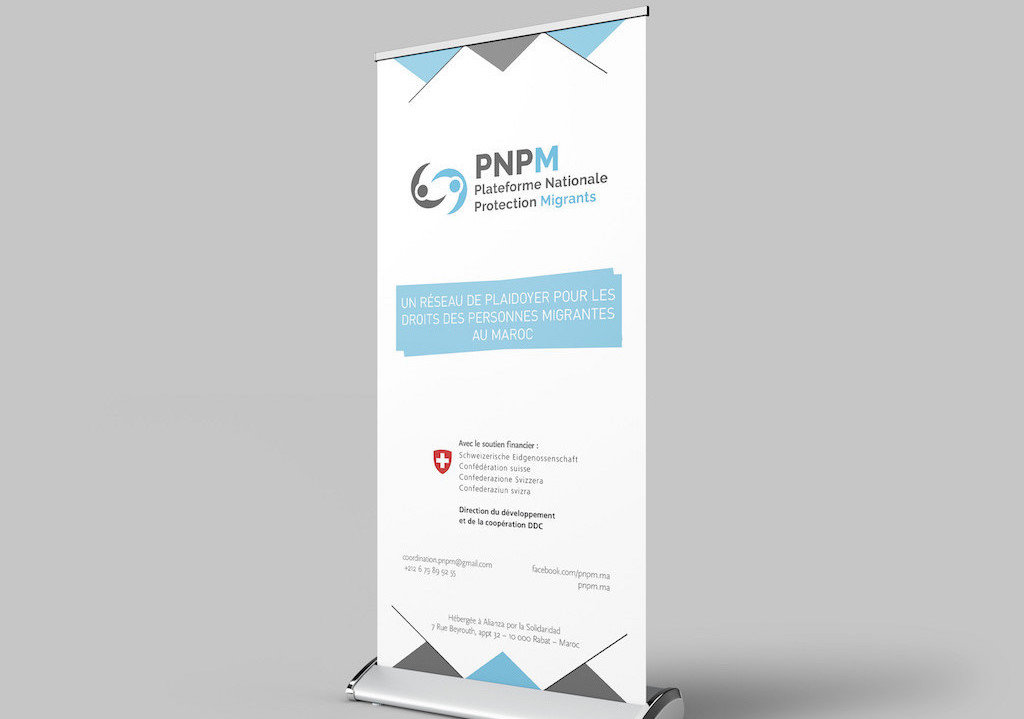 PNPM
Plateforme Nationale
Protection Migrants
UN RÉSEAU DE PLAIDOYER POUR LES
DROITS DES PERSONNES MIGRANTES
AU MAROC
Avec le soutien financier :
Schweizerische Eidgenossenschaft
Confédération suisse
Confederazione Svizzera
Confederaziun svizra
Direction du développement
et de la coopération DDC
coordination.pnpm@gmail.com
+212 6 79 89 92 55
facebook.com/pnpm.ma
pnpm.ma
Hébergée à Alianza por la Solidaridad
7 Rue Beyrouth, appt 32 – 10 000 Rabat – Maroc